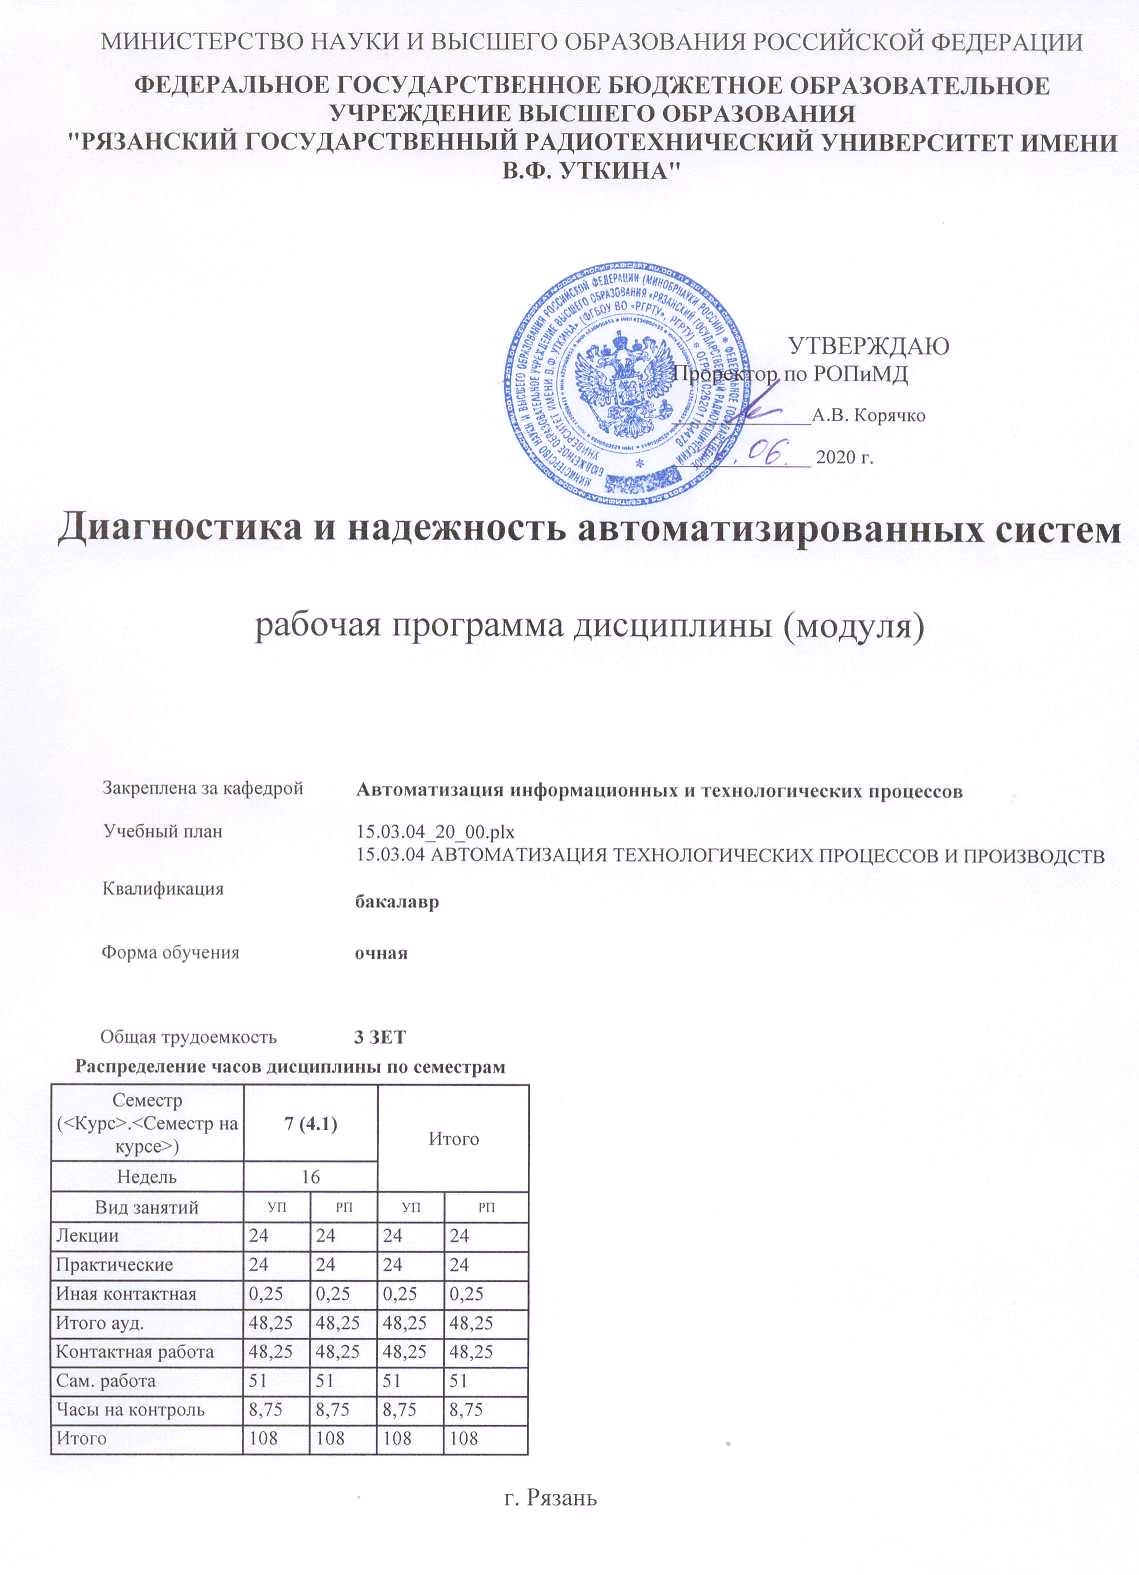 МИНИСТЕРСТВО НАУКИ И ВЫСШЕГО ОБРАЗОВАНИЯ РОССИЙСКОЙ ФЕДЕРАЦИИ
ФЕДЕРАЛЬНОЕ ГОСУДАРСТВЕННОЕ БЮДЖЕТНОЕ ОБРАЗОВАТЕЛЬНОЕ
УЧРЕЖДЕНИЕ ВЫСШЕГО ОБРАЗОВАНИЯ
"РЯЗАНСКИЙ ГОСУДАРСТВЕННЫЙ РАДИОТЕХНИЧЕСКИЙ УНИВЕРСИТЕТ ИМЕНИ
В.Ф. УТКИНА"
УТВЕРЖДАЮ
Проректор по РОПиМД
А.В. Корячко
06. 2020 г.
Диагностика и надежность автоматизированных систем
рабочая программа дисциплины (модуля)
Закреплена за кафедрой Автоматизация информационных и технологических процессов
Учебный план 15.03.04_20_00.plx
15.03.04 АВТОМАТИЗАЦИЯ ТЕХНОЛОГИЧЕСКИХ ПРОЦЕССОВ И ПРОИЗВОДСТВ
Квалификация бакалавр
Форма обучения очная
Общая трудоемкость 3 ЗЕТ
Распределение часов дисциплины по семестрам
Семестр
(<Курс>.<Семестр на
курсе>) 7 (4.1) Итого
Недель 16
Вид занятий УП РП УП РП
Лекции 24 24 24 24
Практические 24 24 24 24
Иная контактная 0,25 0,25 0,25 0,25
Итого ауд. 48,25 48,25 48,25 48,25
Контактная работа 48,25 48,25 48,25 48,25
Сам. работа 51 51 51 51
Часы на контроль 8,75 8,75 8,75 8,75
Итого 108 108 108 108
г. Рязань